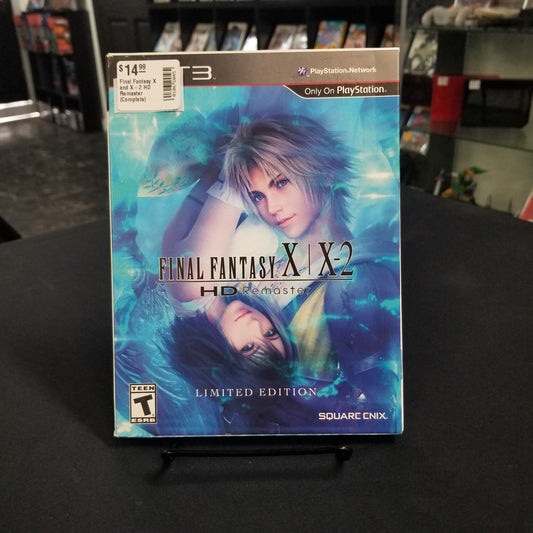 $14.99
Final Fantasy X
and X-2 HD
Remaster
(Complete)
PS3
PlayStation®Network
Only On PlayStation®
FINAL FANTASY X | X-2
HD Remaster
LIMITED EDITION
TEEN
T
ESRB
SQUARE ENIX